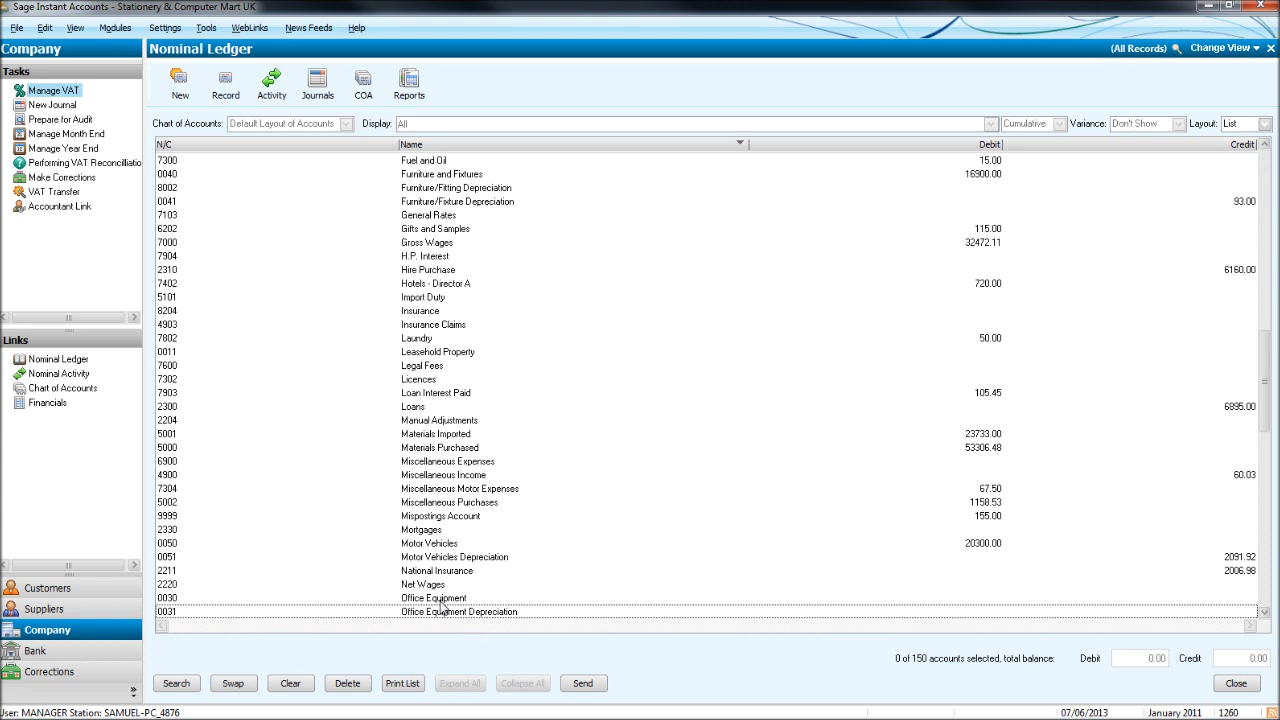 Sage Instant Accounts - Stationery & Computer Mart UK
File Edit View Modules Settings Tools WebLinks News Feeds Help
Company
Nominal Ledger
(All Records) Change View
Tasks
Manage VAT
New Journal
Prepare for Audit
Manage Month End
Manage Year End
Performing VAT Reconciliatio
Make Corrections
VAT Transfer
Accountant Link
New Record Activity Journals COA Reports
Chart of Accounts: Default Layout of Accounts Display: All Cumulative Variance: Don't Show Layout: List
N/C Name Debit Credit
7300 Fuel and Oil 15.00
0040 Furniture and Fixtures 16900.00
8002 Furniture/Fitting Depreciation
0041 Furniture/Fixture Depreciation 93.00
7103 General Rates
6202 Gifts and Samples 115.00
7000 Gross Wages 32472.11
7904 H.P. Interest
2310 Hire Purchase 6160.00
7402 Hotels - Director A 720.00
5101 Import Duty
8204 Insurance
4903 Insurance Claims
7802 Laundry 50.00
0011 Leasehold Property
7600 Legal Fees
7302 Licences
7903 Loan Interest Paid 105.45
2300 Loans 6895.00
2204 Manual Adjustments
5001 Materials Imported 23733.00
5000 Materials Purchased 53306.48
6900 Miscellaneous Expenses
4900 Miscellaneous Income 60.03
7304 Miscellaneous Motor Expenses 67.50
5002 Miscellaneous Purchases 1158.53
9999 Mispostings Account 155.00
2330 Mortgages
0050 Motor Vehicles 20300.00
0051 Motor Vehicles Depreciation 2091.92
2211 National Insurance 2006.98
2220 Net Wages
0030 Office Equipment
0031 Office Equipment Depreciation
Links
Nominal Ledger
Nominal Activity
Chart of Accounts
Financials
Customers
Suppliers
Company
Bank
Corrections
0 of 150 accounts selected, total balance: Debit 0.00 Credit 0.00
Search Swap Clear Delete Print List Expand All Collapse All Send Close
User: MANAGER Station: SAMUEL-PC_4876 07/06/2013 January 2011 1260